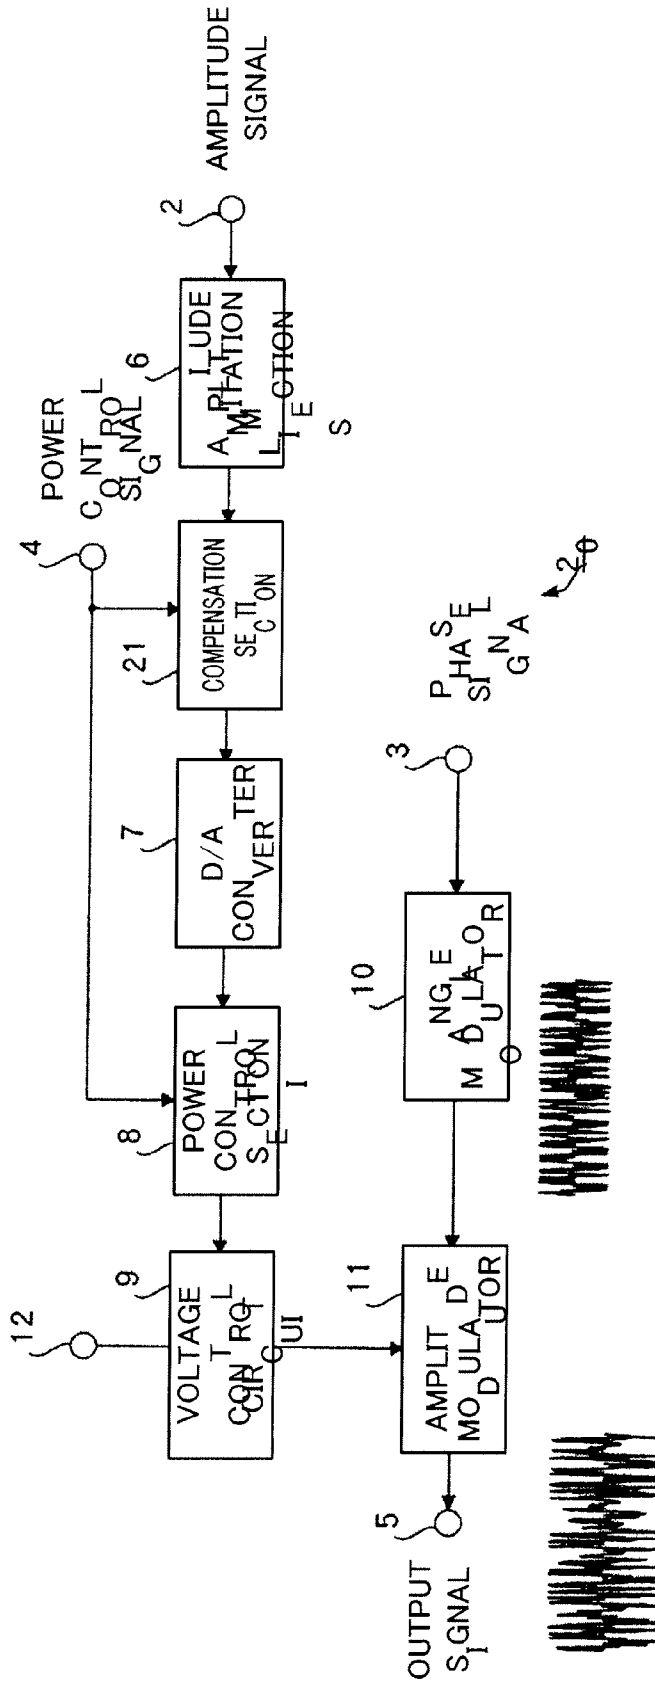 AMPLITUDE
SIGNAL
2
AMPLITUDE
LIMITATION
SECTION
6
POWER
CONTROL
SIGNAL
4
COMPENSATION
SECTION
21
D/A
CONVERTER
7
POWER
CONTROL
SECTION
8
VOLTAGE
CONTROL
CIRCUIT
9
12
20
PHASE
SIGNAL
3
ANGLE
MODULATOR
10
AMPLITUDE
MODULATOR
11
5
OUTPUT
SIGNAL